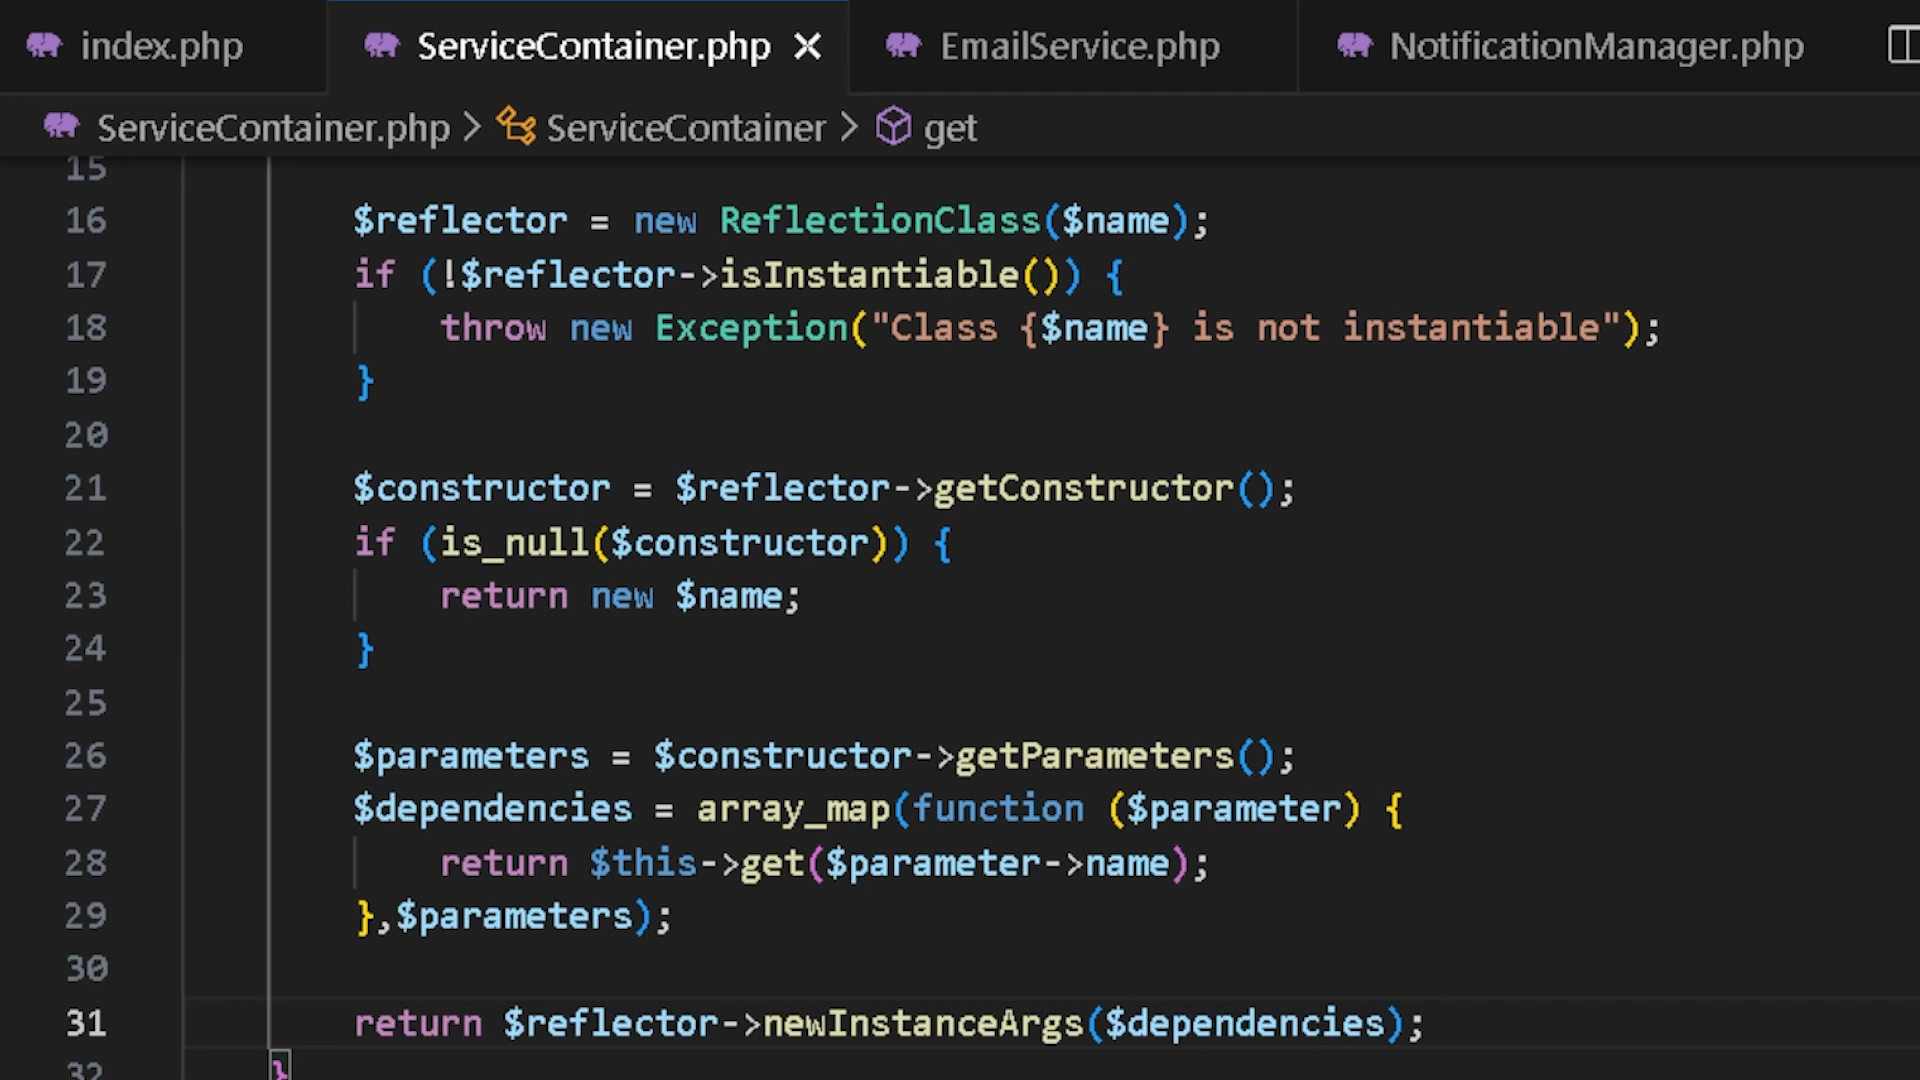 index.php ServiceContainer.php EmailService.php NotificationManager.php
ServiceContainer.php > ServiceContainer > get
15
16 $reflector = new ReflectionClass($name);
17 if (!$reflector->isInstantiable()) {
18 throw new Exception("Class {$name} is not instantiable");
19 }
20
21 $constructor = $reflector->getConstructor();
22 if (is_null($constructor)) {
23 return new $name;
24 }
25
26 $parameters = $constructor->getParameters();
27 $dependencies = array_map(function ($parameter) {
28 return $this->get($parameter->name);
29 },$parameters);
30
31 return $reflector->newInstanceArgs($dependencies);
32 }